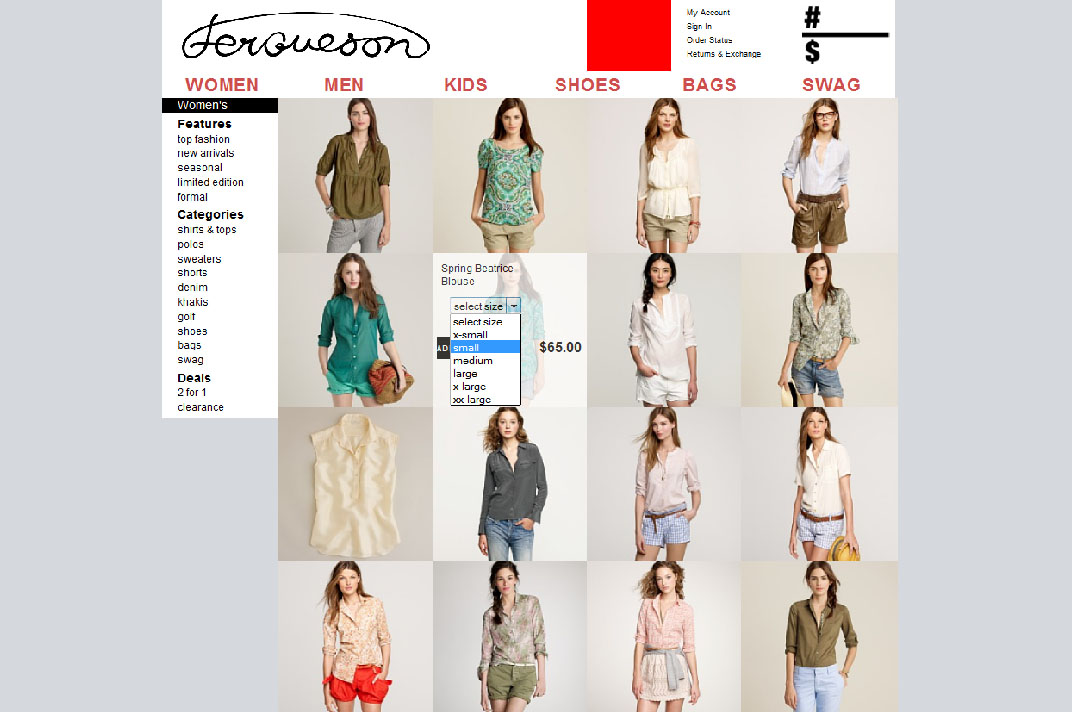 Fergueson
My Account
Sign In
Order Status
Returns & Exchange
#
$
WOMEN MEN KIDS SHOES BAGS SWAG
Women's
Features
top fashion
new arrivals
seasonal
limited edition
formal
Categories
shirts & tops
polos
sweaters
shorts
denim
khakis
golf
shoes
bags
swag
Deals
2 for 1
clearance
Spring Beatrice
Blouse
select size
select size
x-small
small
medium
large
x large
xx large
AD
$65.00